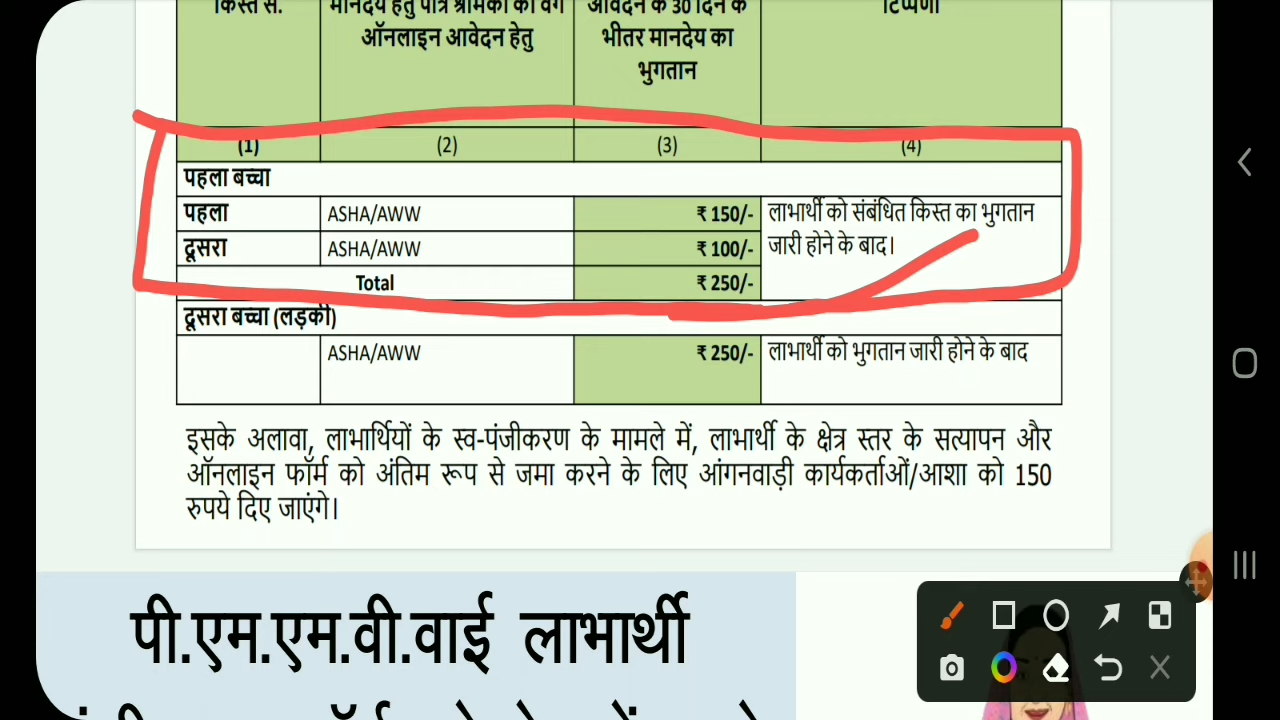 किस्त सं. मानदेय हेतु पात्र श्रमिकों का वर्ग आवेदन के 30 दिन के टिप्पणी
ऑनलाइन आवेदन हेतु भीतर मानदेय का
भुगतान
(1) (2) (3) (4)
पहला बच्चा
पहला ASHA/AWW ₹ 150/- लाभार्थी को संबंधित किस्त का भुगतान
दूसरा ASHA/AWW ₹ 100/- जारी होने के बाद।
Total ₹ 250/-
दूसरा बच्चा (लड़की)
ASHA/AWW ₹ 250/- लाभार्थी को भुगतान जारी होने के बाद
इसके अलावा, लाभार्थियों के स्व-पंजीकरण के मामले में, लाभार्थी के क्षेत्र स्तर के सत्यापन और
ऑनलाइन फॉर्म को अंतिम रूप से जमा करने के लिए आंगनवाड़ी कार्यकर्ताओं/आशा को 150
रुपये दिए जाएंगे।
पी.एम.एम.वी.वाई लाभार्थी